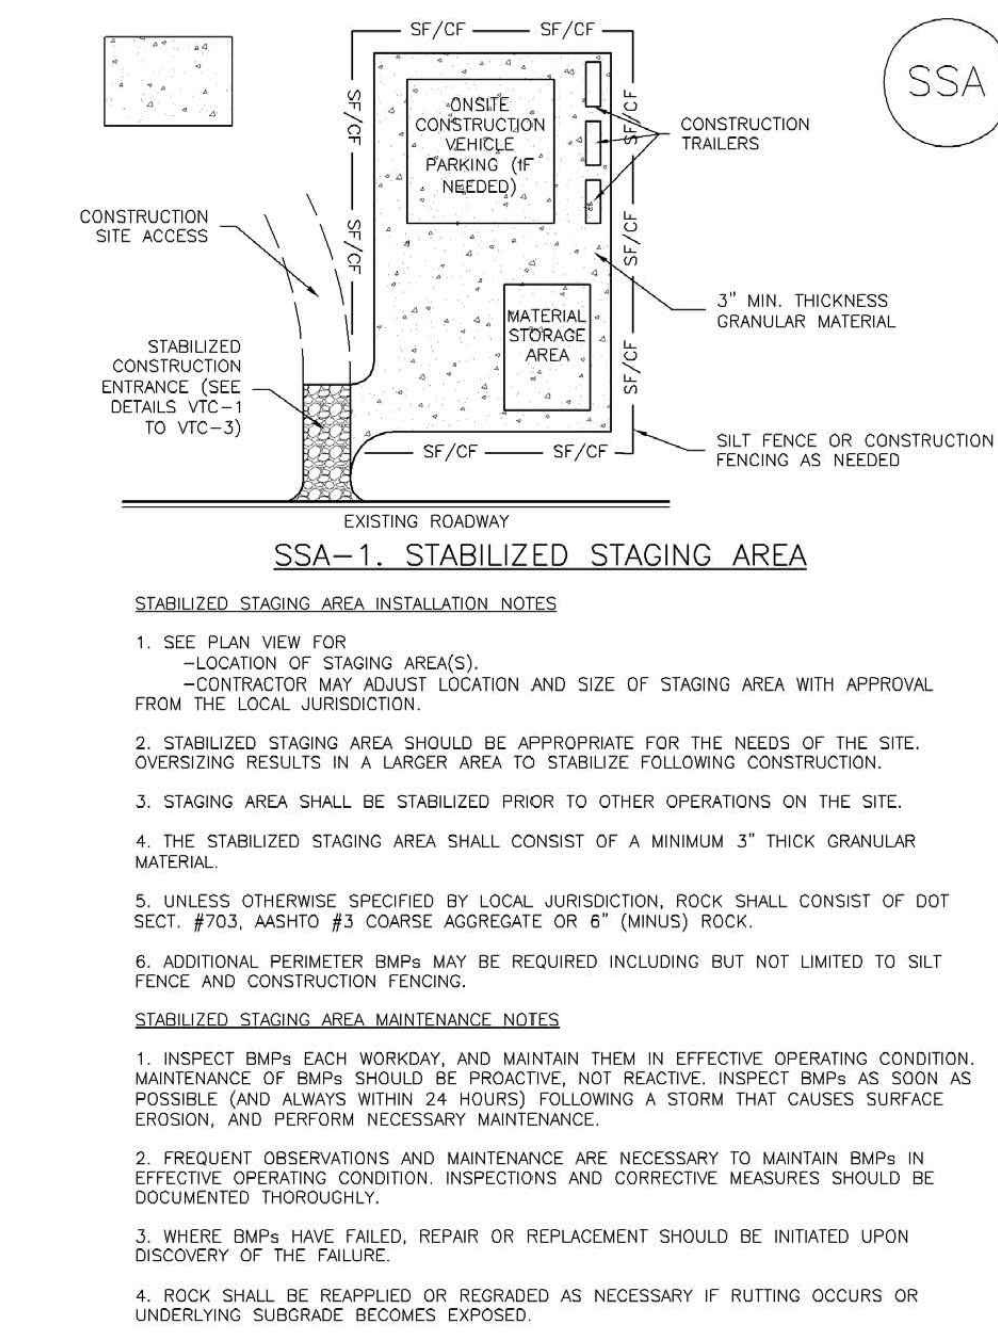 SF/CF
SF/CF
SSA
SF/CF
SF/CF
ONSITE
CONSTRUCTION
VEHICLE
PARKING (IF
NEEDED)
CONSTRUCTION
TRAILERS
CONSTRUCTION
SITE ACCESS
SF/CF
SF/CF
3" MIN. THICKNESS
GRANULAR MATERIAL
MATERIAL
STORAGE
AREA
STABILIZED
CONSTRUCTION
ENTRANCE (SEE
DETAILS VTC-1
TO VTC-3)
SF/CF
SF/CF
SF/CF
SILT FENCE OR CONSTRUCTION
FENCING AS NEEDED
EXISTING ROADWAY
SSA-1. STABILIZED STAGING AREA
STABILIZED STAGING AREA INSTALLATION NOTES
1. SEE PLAN VIEW FOR
-LOCATION OF STAGING AREA(S).
-CONTRACTOR MAY ADJUST LOCATION AND SIZE OF STAGING AREA WITH APPROVAL
FROM THE LOCAL JURISDICTION.
2. STABILIZED STAGING AREA SHOULD BE APPROPRIATE FOR THE NEEDS OF THE SITE.
OVERSIZING RESULTS IN A LARGER AREA TO STABILIZE FOLLOWING CONSTRUCTION.
3. STAGING AREA SHALL BE STABILIZED PRIOR TO OTHER OPERATIONS ON THE SITE.
4. THE STABILIZED STAGING AREA SHALL CONSIST OF A MINIMUM 3" THICK GRANULAR
MATERIAL.
5. UNLESS OTHERWISE SPECIFIED BY LOCAL JURISDICTION, ROCK SHALL CONSIST OF DOT
SECT. #703, AASHTO #3 COARSE AGGREGATE OR 6" (MINUS) ROCK.
6. ADDITIONAL PERIMETER BMPs MAY BE REQUIRED INCLUDING BUT NOT LIMITED TO SILT
FENCE AND CONSTRUCTION FENCING.
STABILIZED STAGING AREA MAINTENANCE NOTES
1. INSPECT BMPs EACH WORKDAY, AND MAINTAIN THEM IN EFFECTIVE OPERATING CONDITION.
MAINTENANCE OF BMPs SHOULD BE PROACTIVE, NOT REACTIVE. INSPECT BMPs AS SOON AS
POSSIBLE (AND ALWAYS WITHIN 24 HOURS) FOLLOWING A STORM THAT CAUSES SURFACE
EROSION, AND PERFORM NECESSARY MAINTENANCE.
2. FREQUENT OBSERVATIONS AND MAINTENANCE ARE NECESSARY TO MAINTAIN BMPs IN
EFFECTIVE OPERATING CONDITION. INSPECTIONS AND CORRECTIVE MEASURES SHOULD BE
DOCUMENTED THOROUGHLY.
3. WHERE BMPs HAVE FAILED, REPAIR OR REPLACEMENT SHOULD BE INITIATED UPON
DISCOVERY OF THE FAILURE.
4. ROCK SHALL BE REAPPLIED OR REGRADED AS NECESSARY IF RUTTING OCCURS OR
UNDERLYING SUBGRADE BECOMES EXPOSED.